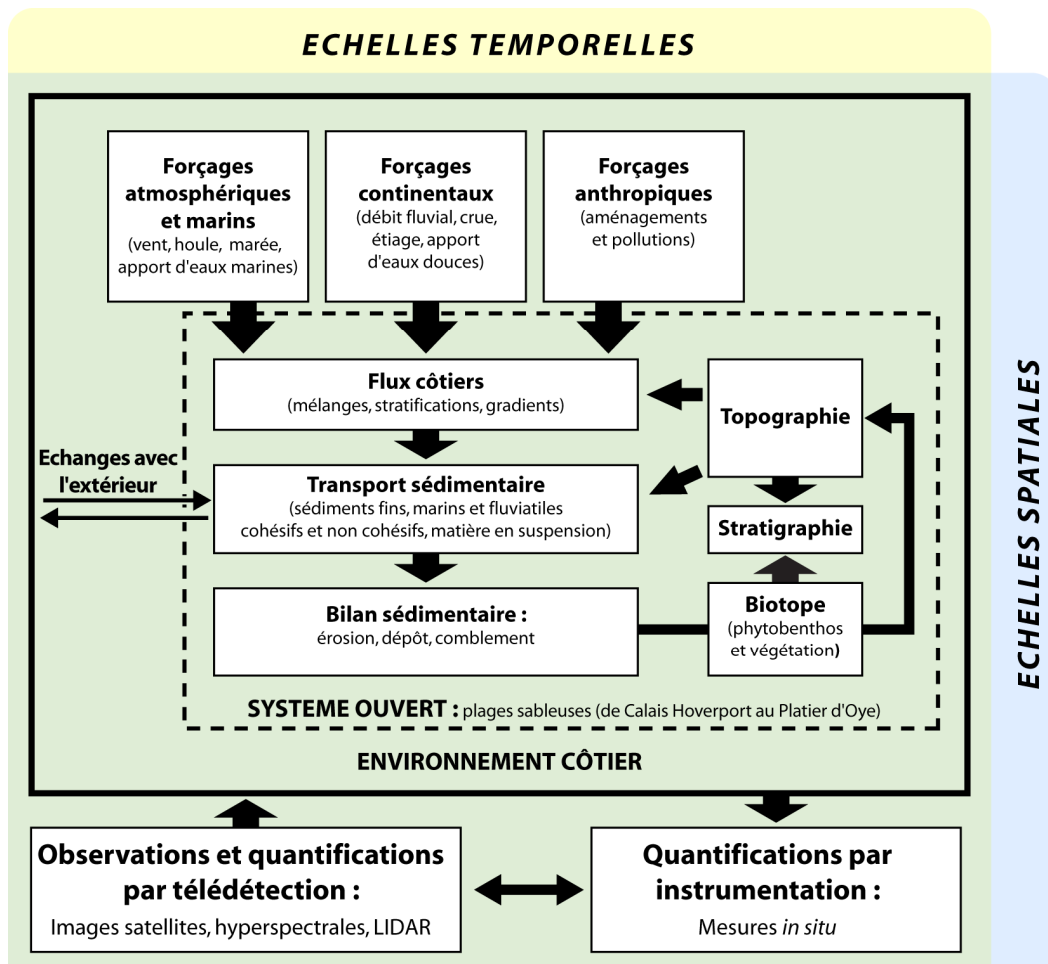 ECHELLES TEMPORELLES
Forçages
atmosphériques
et marins
(vent, houle, marée,
apport d'eaux marines)
Forçages
continentaux
(débit fluvial, crue,
étiage, apport
d'eaux douces)
Forçages
anthropiques
(aménagements
et pollutions)
Flux côtiers
(mélanges, stratifications, gradients)
Topographie
Echanges avec
l'extérieur
Transport sédimentaire
(sédiments fins, marins et fluviatiles
cohésifs et non cohésifs, matière en suspension)
Stratigraphie
Bilan sédimentaire :
érosion, dépôt, comblement
Biotope
(phytobenthos
et végétation)
SYSTEME OUVERT : plages sableuses (de Calais Hoverport au Platier d'Oye)
ENVIRONNEMENT CÔTIER
ECHELLES SPATIALES
Observations et quantifications
par télédétection :
Images satellites, hyperspectrales, LIDAR
Quantifications par
instrumentation :
Mesures in situ